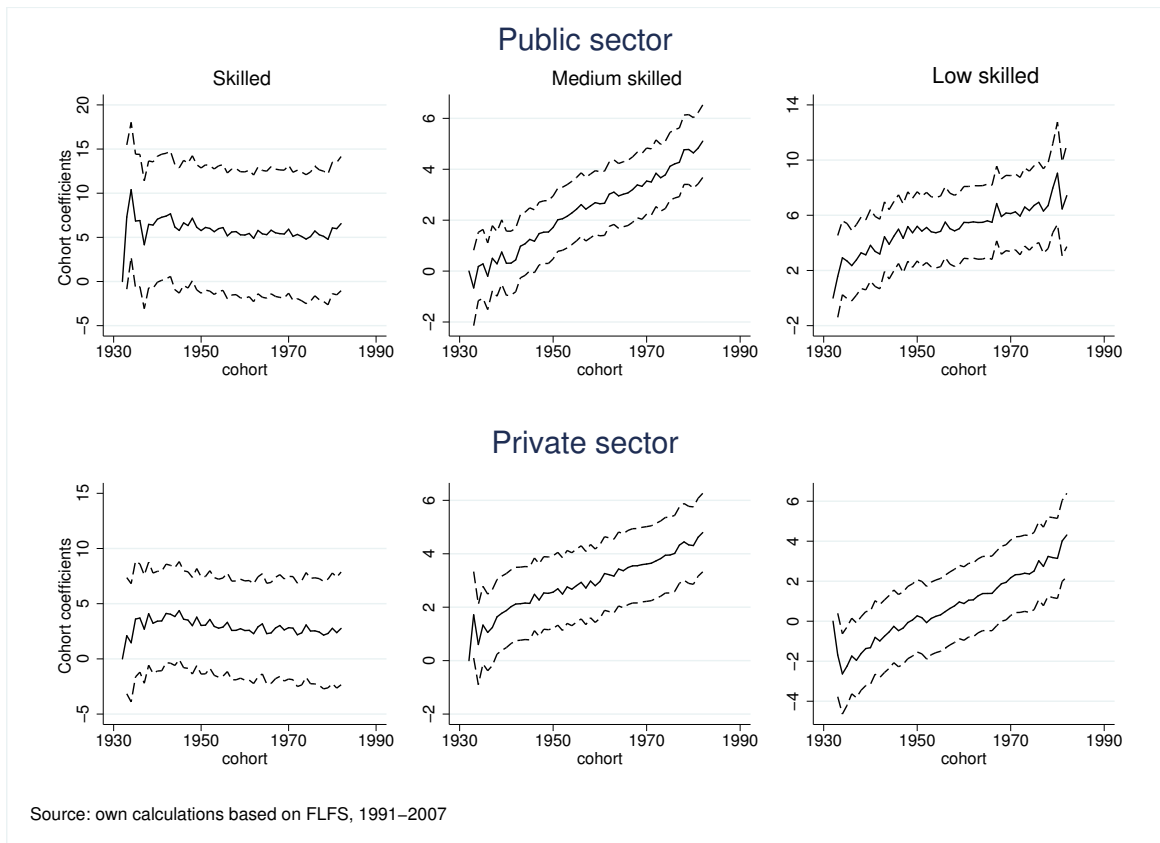 Public sector
Skilled
Medium skilled
Low skilled
Cohort coefficients
20
15
10
5
0
−5
1930 1950 1970 1990
cohort
6
4
2
0
−2
1930 1950 1970 1990
cohort
14
10
6
2
−2
1930 1950 1970 1990
cohort
Private sector
Cohort coefficients
15
10
5
0
−5
1930 1950 1970 1990
cohort
6
4
2
0
−2
1930 1950 1970 1990
cohort
6
4
2
0
−2
−4
1930 1950 1970 1990
cohort
Source: own calculations based on FLFS, 1991−2007